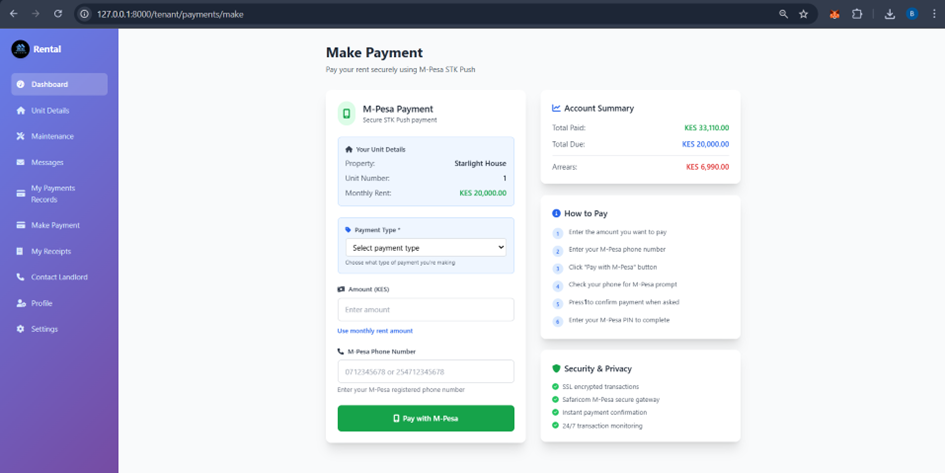 127.0.0.1:8000/tenant/payments/make
B
Rental
Dashboard
Unit Details
Maintenance
Messages
My Payments
Records
Make Payment
My Receipts
Contact Landlord
Profile
Settings
Make Payment
Pay your rent securely using M-Pesa STK Push
M-Pesa Payment
Secure STK Push payment
Your Unit Details
Property: Starlight House
Unit Number: 1
Monthly Rent: KES 20,000.00
Payment Type *
Select payment type
Choose what type of payment you're making
Amount (KES)
Enter amount
Use monthly rent amount
M-Pesa Phone Number
0712345678 or 254712345678
Enter your M-Pesa registered phone number
Pay with M-Pesa
Account Summary
Total Paid: KES 33,110.00
Total Due: KES 20,000.00
Arrears: KES 6,990.00
How to Pay
1 Enter the amount you want to pay
2 Enter your M-Pesa phone number
3 Click "Pay with M-Pesa" button
4 Check your phone for M-Pesa prompt
5 Press 1 to confirm payment when asked
6 Enter your M-Pesa PIN to complete
Security & Privacy
SSL encrypted transactions
Safaricom M-Pesa secure gateway
Instant payment confirmation
24/7 transaction monitoring